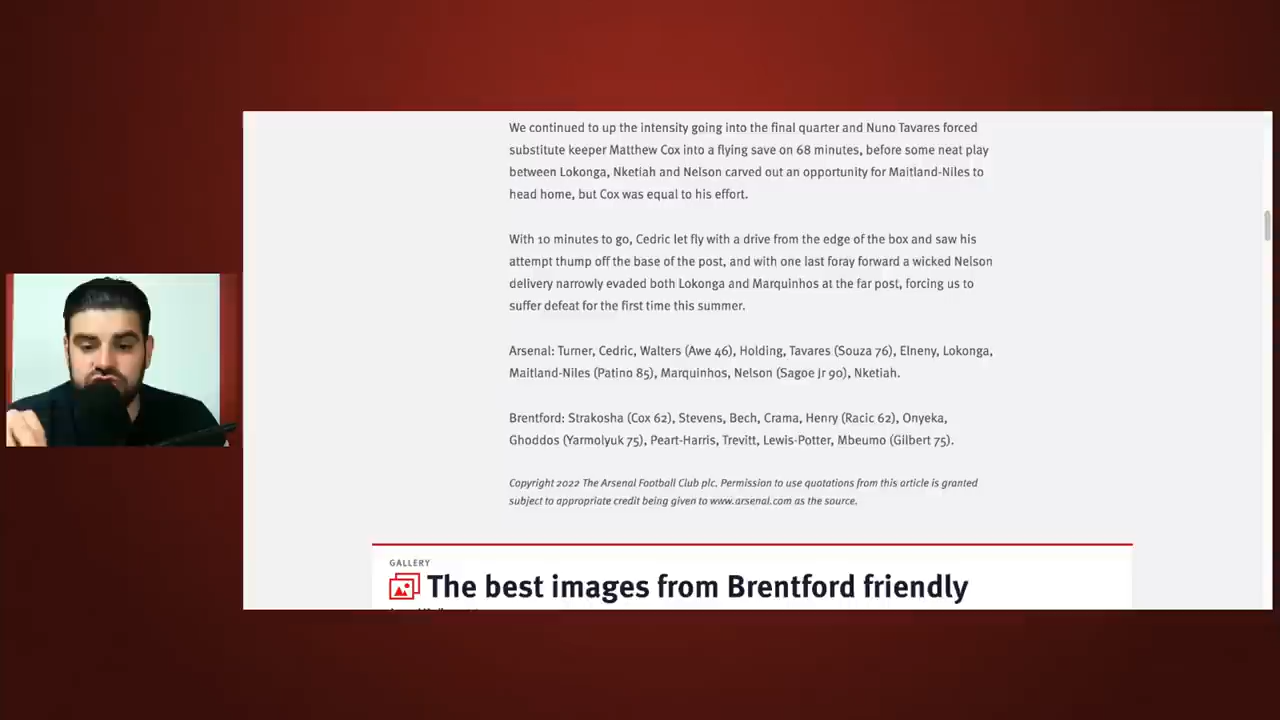 We continued to up the intensity going into the final quarter and Nuno Tavares forced
substitute keeper Matthew Cox into a flying save on 68 minutes, before some neat play
between Lokonga, Nketiah and Nelson carved out an opportunity for Maitland-Niles to
head home, but Cox was equal to his effort.
With 10 minutes to go, Cedric let fly with a drive from the edge of the box and saw his
attempt thump off the base of the post, and with one last foray forward a wicked Nelson
delivery narrowly evaded both Lokonga and Marquinhos at the far post, forcing us to
suffer defeat for the first time this summer.
Arsenal: Turner, Cedric, Walters (Awe 46), Holding, Tavares (Souza 76), Elneny, Lokonga,
Maitland-Niles (Patino 85), Marquinhos, Nelson (Sagoe Jr 90), Nketiah.
Brentford: Strakosha (Cox 62), Stevens, Bech, Crama, Henry (Racic 62), Onyeka,
Ghoddos (Yarmolyuk 75), Peart-Harris, Trevitt, Lewis-Potter, Mbeumo (Gilbert 75).
Copyright 2022 The Arsenal Football Club plc. Permission to use quotations from this article is granted
subject to appropriate credit being given to www.arsenal.com as the source.
GALLERY
The best images from Brentford friendly